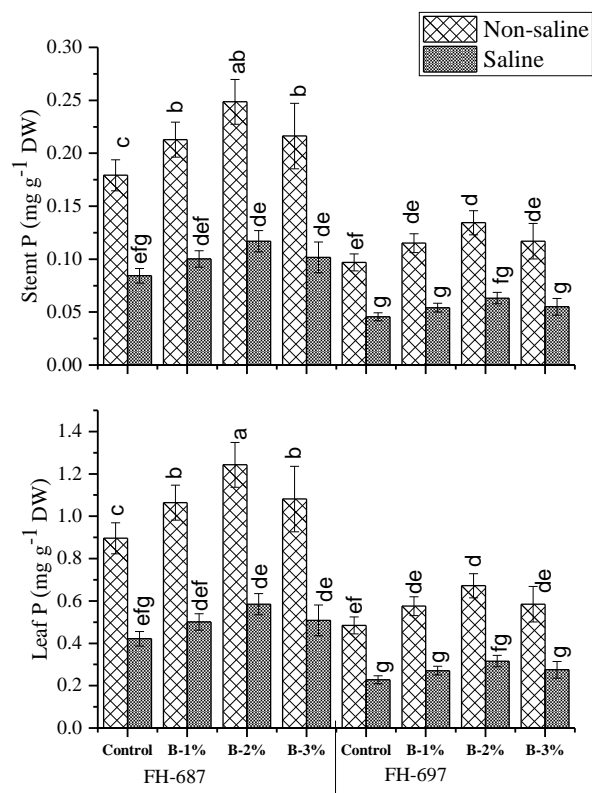 Non-saline
Saline
Stemt P (mg g-1 DW)
0.30
0.25
0.20
0.15
0.10
0.05
0.00
c
efg
b
def
ab
de
b
de
ef
g
de
g
d
fg
de
g
Leaf P (mg g-1 DW)
1.4
1.2
1.0
0.8
0.6
0.4
0.2
0.0
c
efg
b
def
a
de
b
de
ef
g
de
g
d
fg
de
g
Control B-1% B-2% B-3% Control B-1% B-2% B-3%
FH-687 FH-697